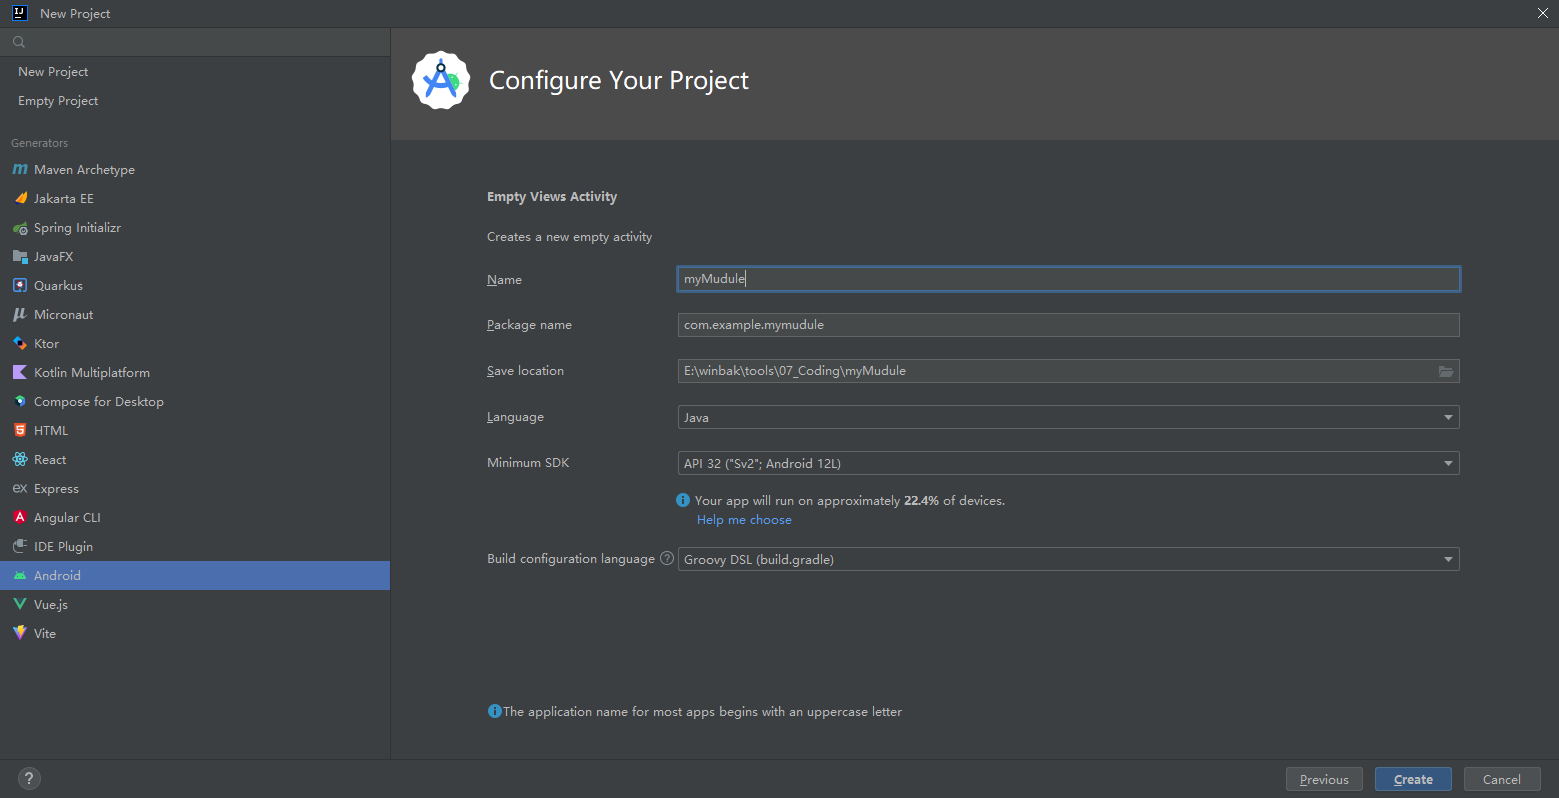 New Project
New Project
Empty Project
Generators
Maven Archetype
Jakarta EE
Spring Initializr
JavaFX
Quarkus
Micronaut
Ktor
Kotlin Multiplatform
Compose for Desktop
HTML
React
Express
Angular CLI
IDE Plugin
Android
Vue.js
Vite
Configure Your Project
Empty Views Activity
Creates a new empty activity
Name myMudule
Package name com.example.mymudule
Save location E:\winbak\tools\07_Coding\myMudule
Language Java
Minimum SDK API 32 ("Sv2"; Android 12L)
Your app will run on approximately 22.4% of devices.
Help me choose
Build configuration language ? Groovy DSL (build.gradle)
The application name for most apps begins with an uppercase letter
? Previous Create Cancel